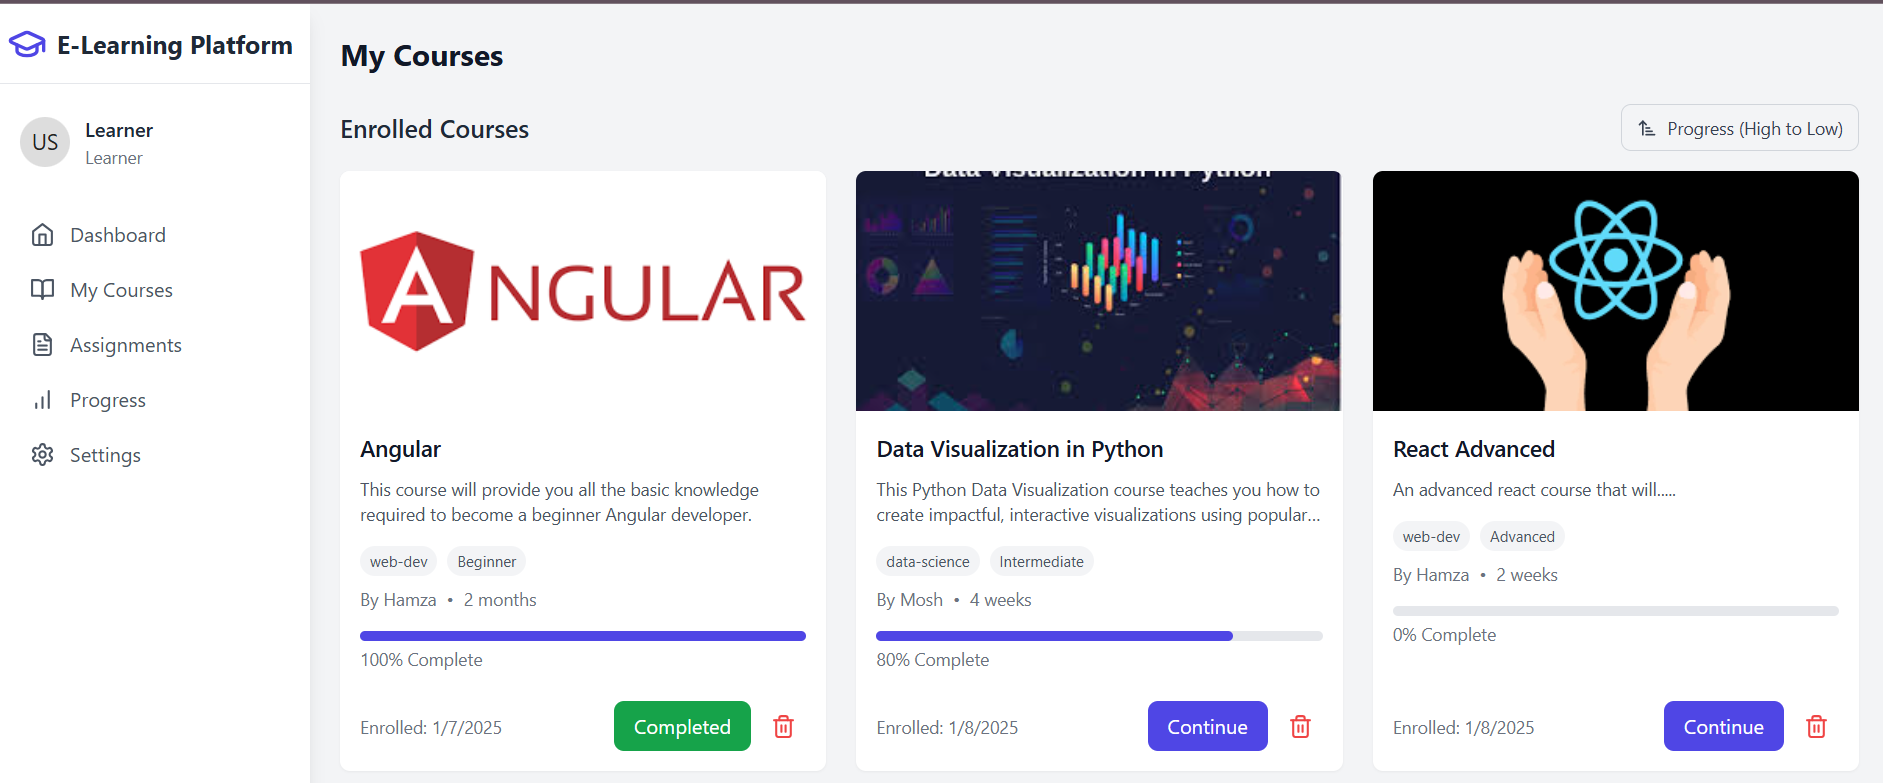 E-Learning Platform
US
Learner
Learner
Dashboard
My Courses
Assignments
Progress
Settings
My Courses
Enrolled Courses
Progress (High to Low)
ANGULAR
Angular
This course will provide you all the basic knowledge
required to become a beginner Angular developer.
web-dev
Beginner
By Hamza • 2 months
100% Complete
Enrolled: 1/7/2025
Completed
Data Visualization in Python
Data Visualization in Python
This Python Data Visualization course teaches you how to
create impactful, interactive visualizations using popular...
data-science
Intermediate
By Mosh • 4 weeks
80% Complete
Enrolled: 1/8/2025
Continue
React Advanced
An advanced react course that will.....
web-dev
Advanced
By Hamza • 2 weeks
0% Complete
Enrolled: 1/8/2025
Continue